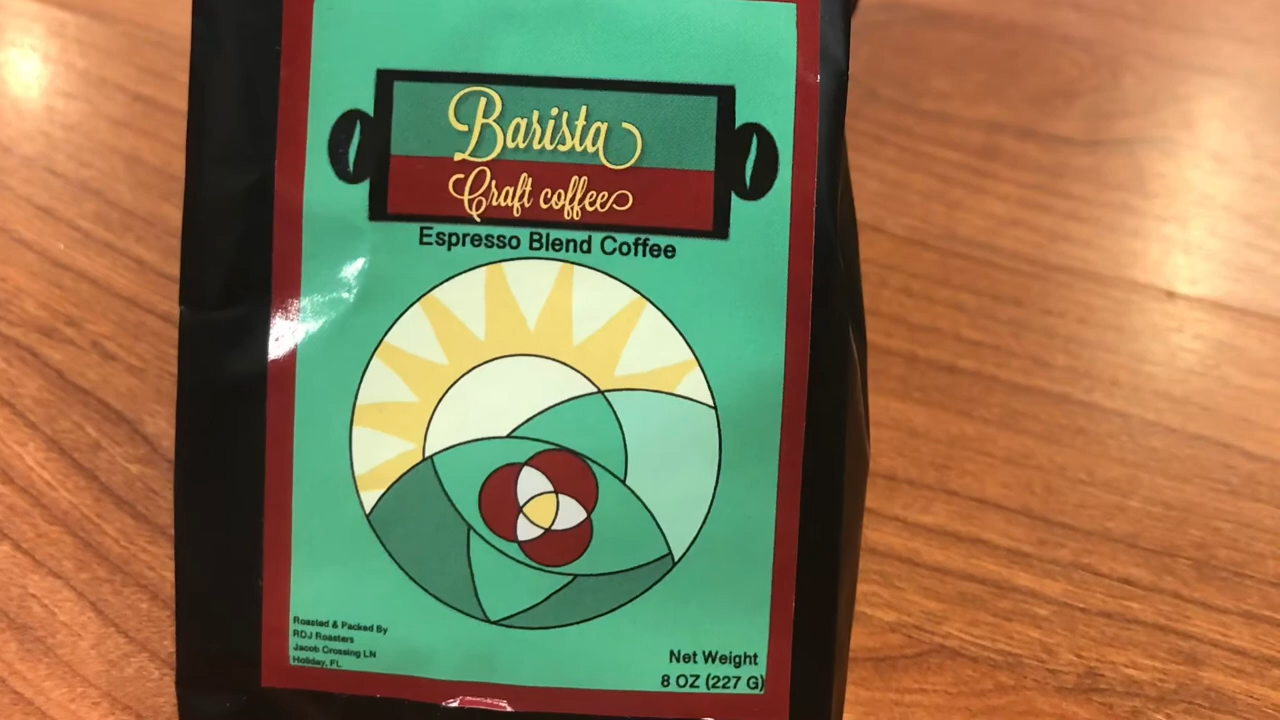 Barista
Craft coffee
Espresso Blend Coffee
Roasted & Packed By
RDJ Roasters
Jacob Crossing LN
Holiday, FL
Net Weight
8 OZ (227 G)